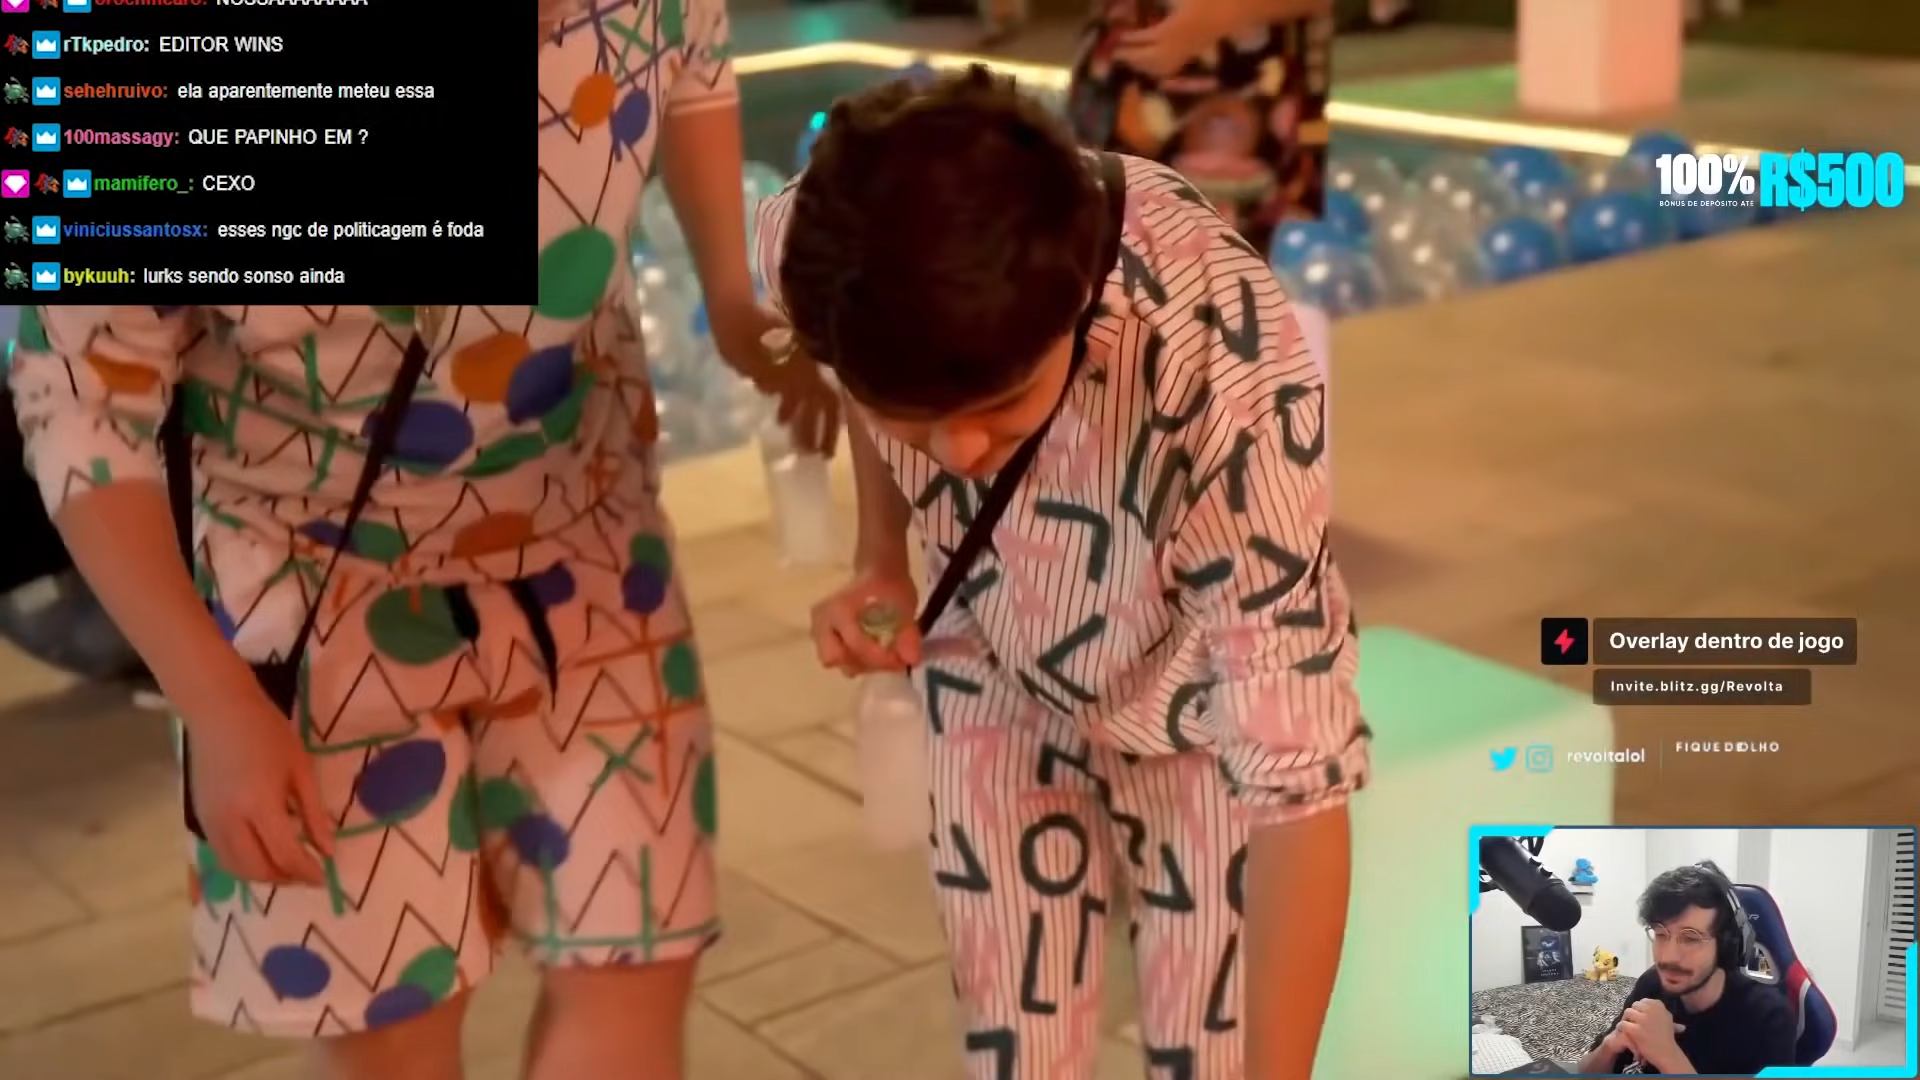 orochincaro: NOSSAAAAAAAA
rTkpedro: EDITOR WINS
sehehruivo: ela aparentemente meteu essa
100massagy: QUE PAPINHO EM ?
mamifero_: CEXO
viniciussantosx: esses ngc de politicagem é foda
bykuuh: lurks sendo sonso ainda
100% R$500
BÔNUS DE DEPÓSITO ATÉ
Overlay dentro de jogo
Invite.blitz.gg/Revolta
revoltalol
FIQUE DE OLHO